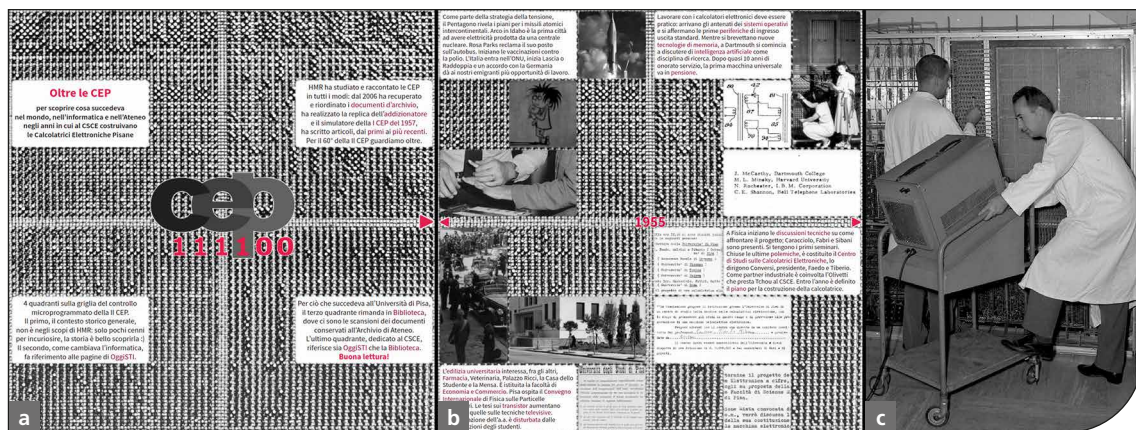 Oltre le CEP
per scoprire cosa succedeva
nel mondo, nell'informatica e nell'Ateneo
negli anni in cui al CSCE costruivano
le Calcolatrici Elettroniche Pisane
HMR ha studiato e raccontato le CEP
in tutti i modi: dal 2006 ha recuperato
e riordinato i documenti d'archivio,
ha realizzato la replica dell'addizionatore
e il simulatore della I CEP del 1957,
ha scritto articoli, dai primi ai più recenti.
Per il 60° della II CEP guardiamo oltre.
cep
111100
4 quadranti sulla griglia del controllo
microprogrammato della II CEP.
Il primo, il contesto storico generale,
non è negli scopi di HMR: solo pochi cenni
per incuriosire, la storia è bello scoprirla :)
Il secondo, come cambiava l'informatica,
fa riferimento alle pagine di OggiSTI.
Per ciò che succedeva all'Università di Pisa,
il terzo quadrante rimanda in Biblioteca,
dove ci sono le scansioni dei documenti
conservati all'Archivio di Ateneo.
L'ultimo quadrante, dedicato al CSCE,
riferisce sia OggiSTI che la Biblioteca.
Buona lettura!
a
Come parte della strategia della tensione,
il Pentagono rivela i piani per i missili atomici
intercontinentali. Arco in Idaho è la prima città
ad avere elettricità prodotta da una centrale
nucleare. Rosa Parks reclama il suo posto
sull'autobus. Iniziano le vaccinazioni contro
la polio. L'Italia entra nell'ONU, inizia Lascia o
Raddoppia e un accordo con la Germania
dà ai nostri emigranti più opportunità di lavoro.
Lavorare con i calcolatori elettronici deve essere
pratico: arrivano gli antenati dei sistemi operativi
e si affermano le prime periferiche di ingresso
uscita standard. Mentre si brevettano nuove
tecnologie di memoria, a Dartmouth si comincia
a discutere di intelligenza artificiale come
disciplina di ricerca. Dopo quasi 10 anni di
onorato servizio, la prima macchina universale
va in pensione.
J. McCarthy, Dartmouth College
M. L. Minsky, Harvard University
N. Rochester, I.B.M. Corporation
C. E. Shannon, Bell Telephone Laboratories
1955
A Fisica iniziano le discussioni tecniche su come
affrontare il progetto; Caracciolo, Fabri e Sibani
sono presenti. Si tengono i primi seminari.
Chiuse le ultime polemiche, è costituito il Centro
di Studi sulle Calcolatrici Elettroniche, lo
dirigono Conversi, presidente, Faedo e Tiberio.
Come partner industriale è coinvolta l'Olivetti
che presta Tchou al CSCE. Entro l'anno è definito
il piano per la costruzione della calcolatrice.
L'edilizia universitaria interessa, fra gli altri,
Farmacia, Veterinaria, Palazzo Ricci, la Casa dello
Studente e la Mensa. È istituita la facoltà di
Economia e Commercio. Pisa ospita il Convegno
Internazionale di Fisica sulle Particelle
Le tesi sui transistor aumentano
quelle sulle tecniche televisive.
dell'a.a. è disturbata dalle
degli studenti.
b
c